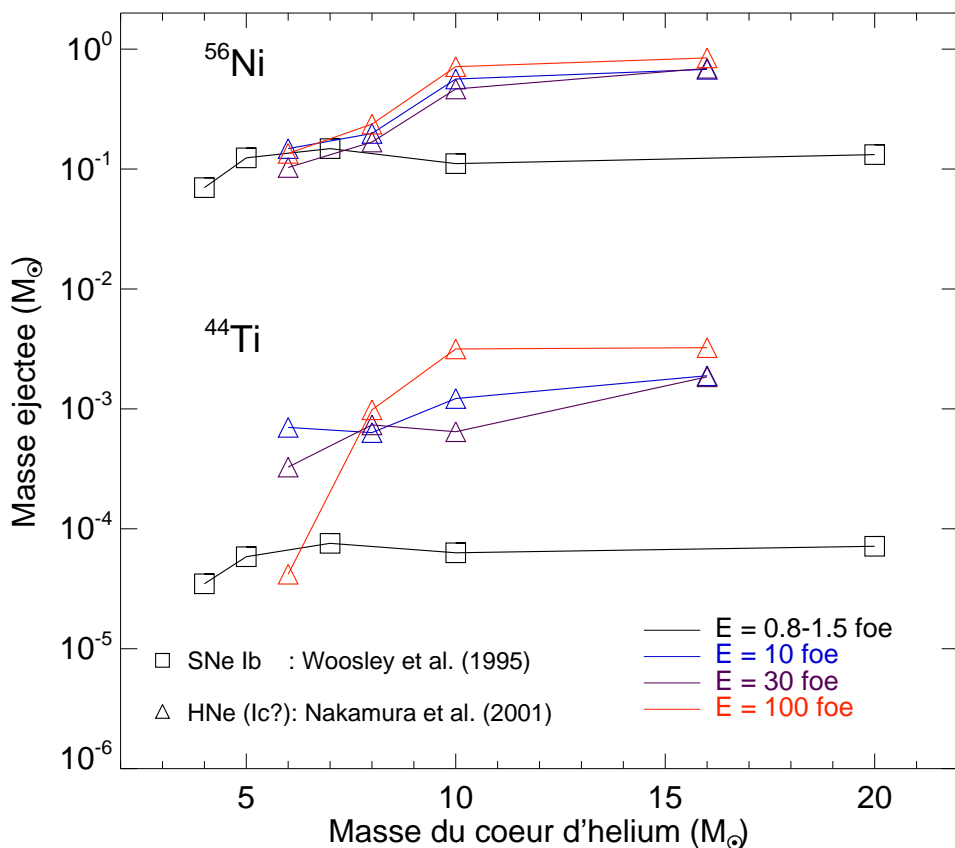 ⁵⁶Ni
⁴⁴Ti
Masse ejectee (M☉)
10⁰
10⁻¹
10⁻²
10⁻³
10⁻⁴
10⁻⁵
10⁻⁶
E = 0.8-1.5 foe
E = 10 foe
E = 30 foe
E = 100 foe
SNe Ib : Woosley et al. (1995)
HNe (Ic?): Nakamura et al. (2001)
5 10 15 20
Masse du coeur d'helium (M☉)